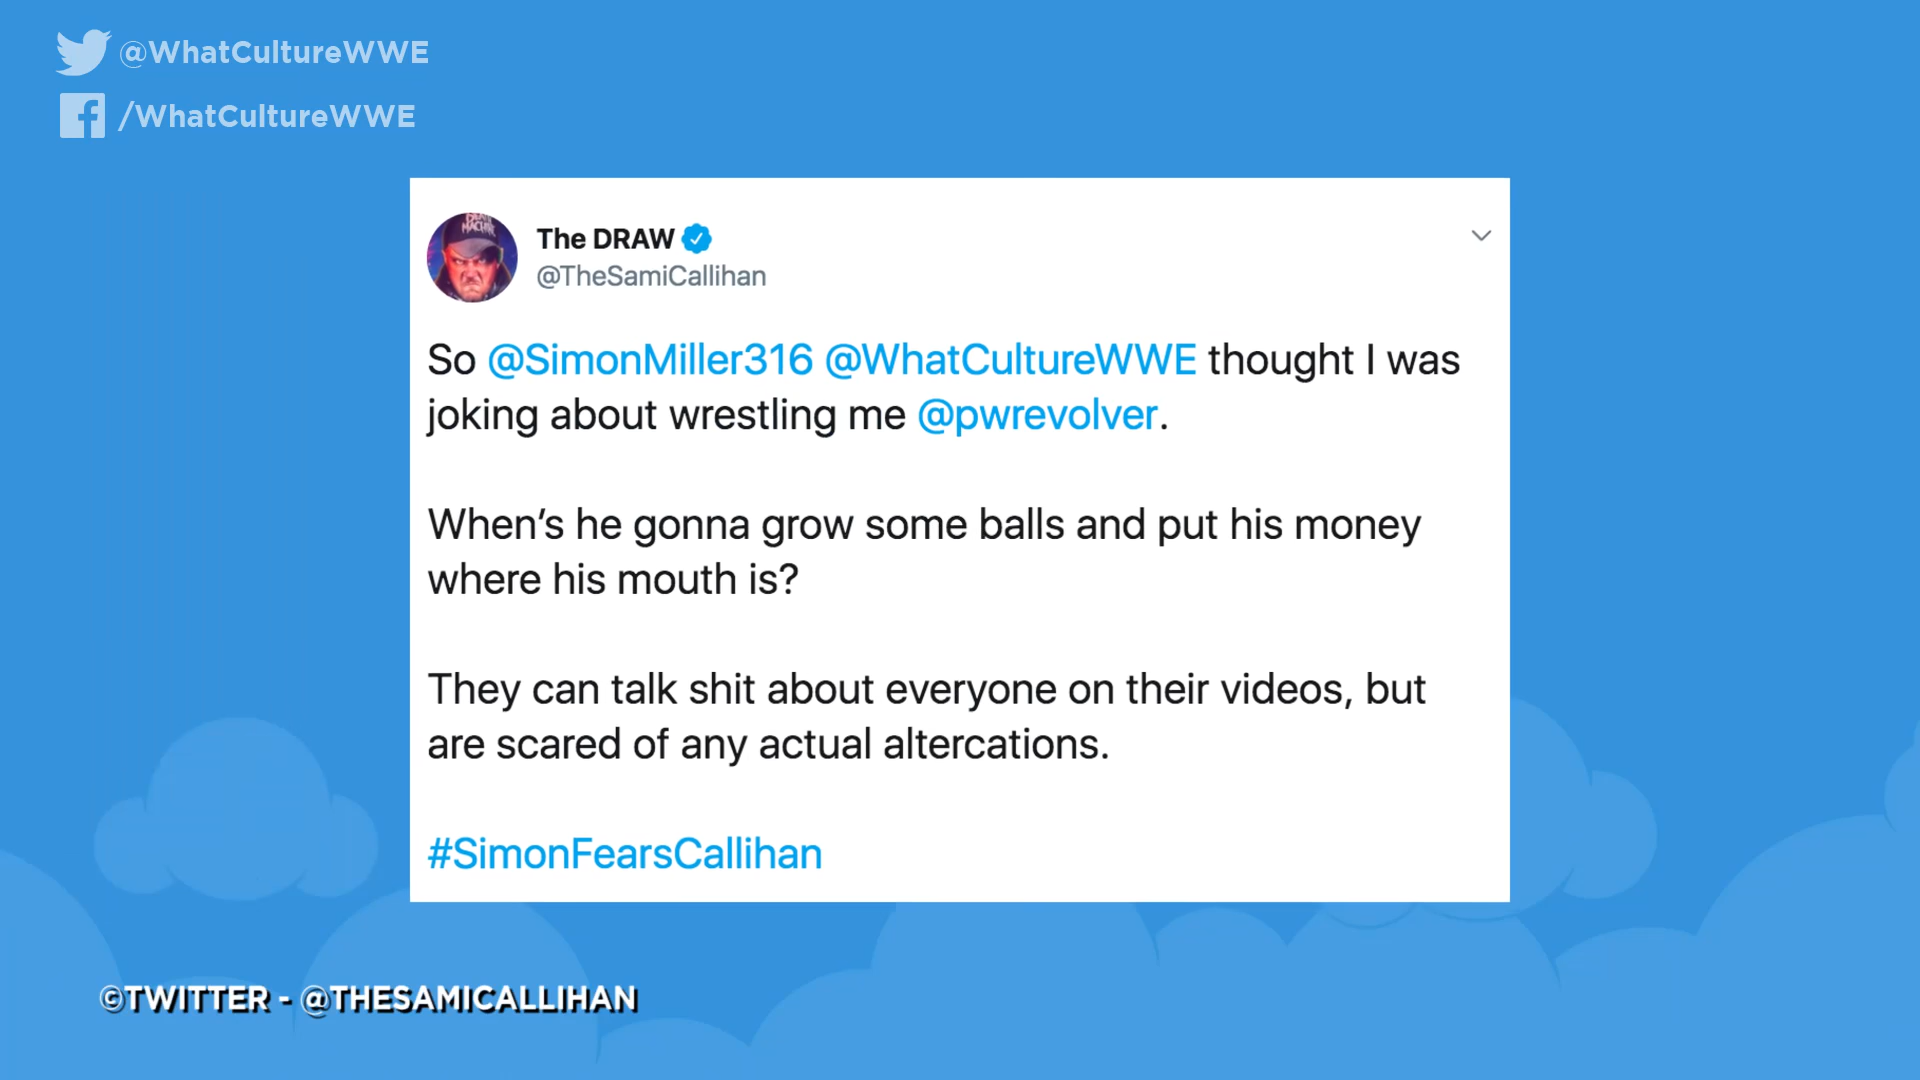 @WhatCultureWWE
/WhatCultureWWE
DEATH
MACHINE
The DRAW
@TheSamiCallihan
So @SimonMiller316 @WhatCultureWWE thought I was
joking about wrestling me @pwrevolver.
When’s he gonna grow some balls and put his money
where his mouth is?
They can talk shit about everyone on their videos, but
are scared of any actual altercations.
#SimonFearsCallihan
©TWITTER - @THESAMICALLIHAN